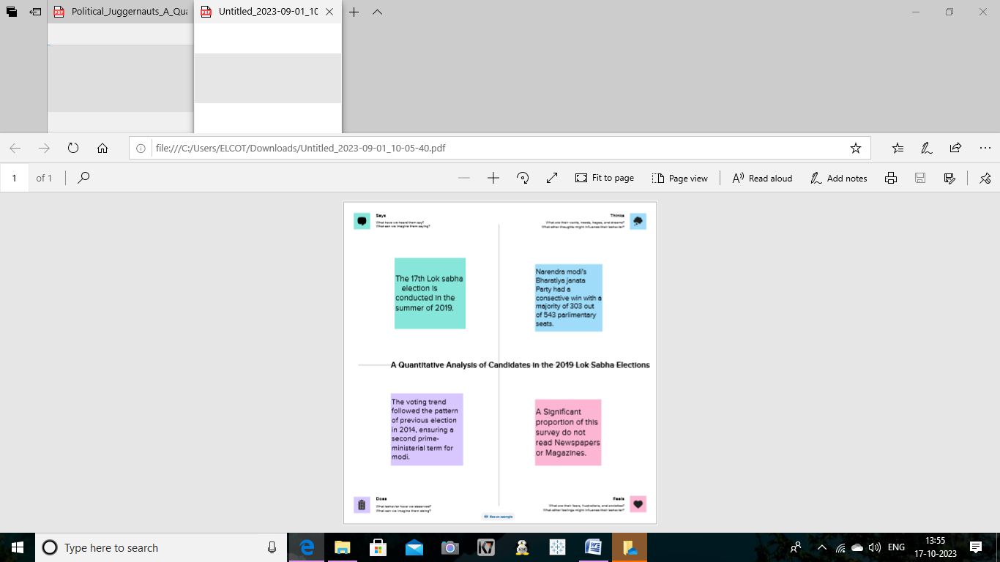 Political_Juggernauts_A_Qua
Untitled_2023-09-01_10
file:///C:/Users/ELCOT/Downloads/Untitled_2023-09-01_10-05-40.pdf
1 of 1
Fit to page
Page view
Read aloud
Add notes
Says
What have we heard them say?
What can we imagine them saying?
Thinks
What are their wants, needs, hopes, and dreams?
What other thoughts might influence their behavior?
The 17th Lok sabha
election is
conducted in the
summer of 2019.
Narendra modi's
Bharatiya janata
Party had a
consective win with a
majority of 303 out
of 543 parlimentary
seats.
A Quantitative Analysis of Candidates in the 2019 Lok Sabha Elections
The voting trend
followed the pattern
of previous election
in 2014, ensuring a
second prime-
ministerial term for
modi.
A Significant
proportion of this
survey do not
read Newspapers
or Magazines.
Does
What behavior have we observed?
What can we imagine them doing?
Feels
What are their fears, frustrations, and anxieties?
What other feelings might influence their behavior?
See an example
Type here to search
ENG
13:55
17-10-2023